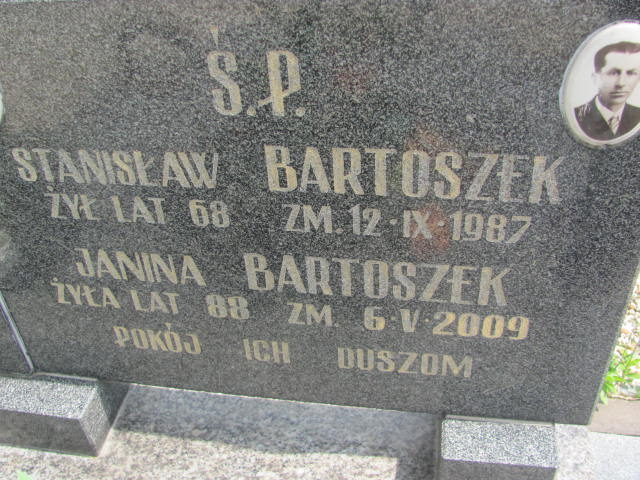 Ś.P.
STANISŁAW BARTOSZEK
ŻYŁ LAT 68 ZM. 12·IX·1987
JANINA BARTOSZEK
ŻYŁA LAT 88 ZM. 6·V·2009
POKÓJ ICH DUSZOM